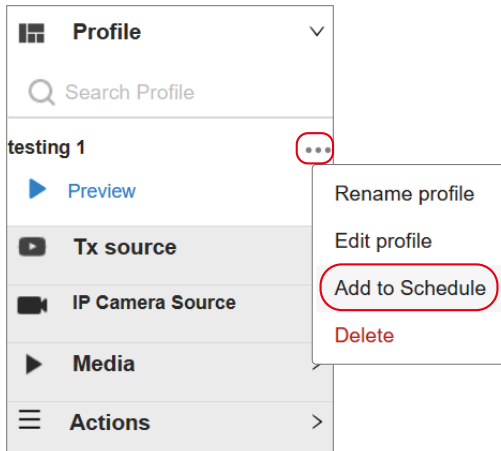 Profile
Search Profile
testing 1
Preview
Rename profile
Edit profile
Add to Schedule
Delete
Tx source
IP Camera Source
Media
Actions